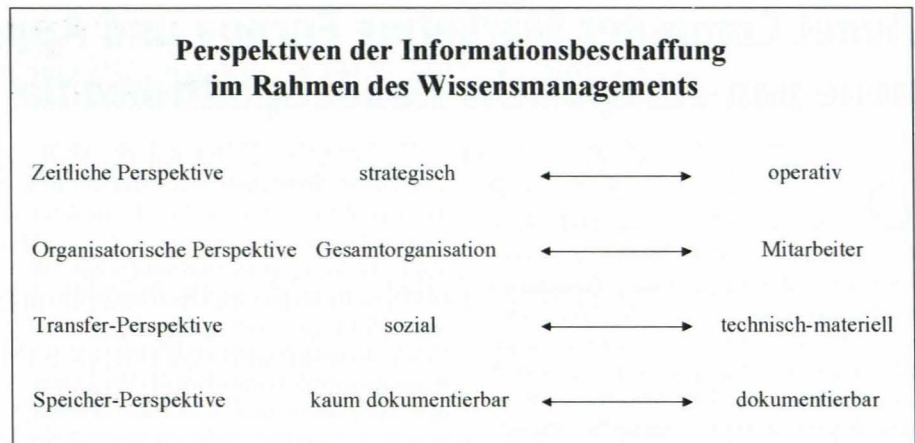 Perspektiven der Informationsbeschaffung
im Rahmen des Wissensmanagements
Zeitliche Perspektive strategisch operativ
Organisatorische Perspektive Gesamtorganisation Mitarbeiter
Transfer-Perspektive sozial technisch-materiell
Speicher-Perspektive kaum dokumentierbar dokumentierbar